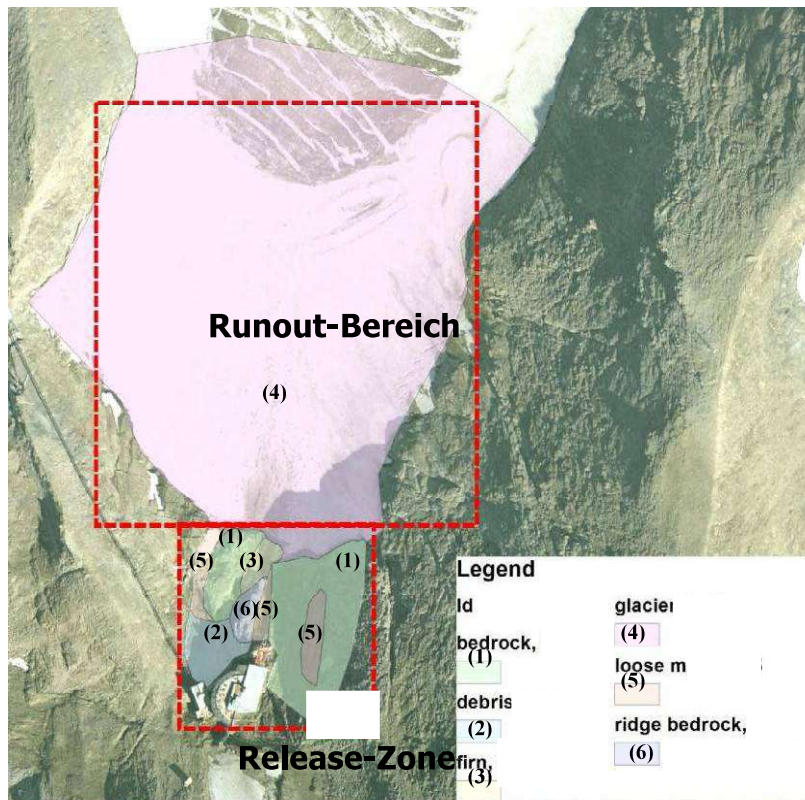 Runout-Bereich
(4)
(1)
(5)
(3)
(1)
(6)
(5)
(2)
(5)
Release-Zone
Legend
Id
bedrock,
(1)
debris
(2)
firn,
(3)
glacier
(4)
loose m
(5)
ridge bedrock,
(6)